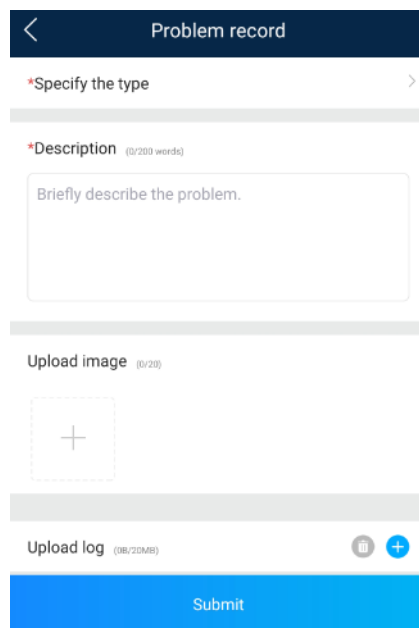 Problem record
*Specify the type
*Description (0/200 words)
Briefly describe the problem.
Upload image (0/20)
Upload log (0B/20MB)
Submit